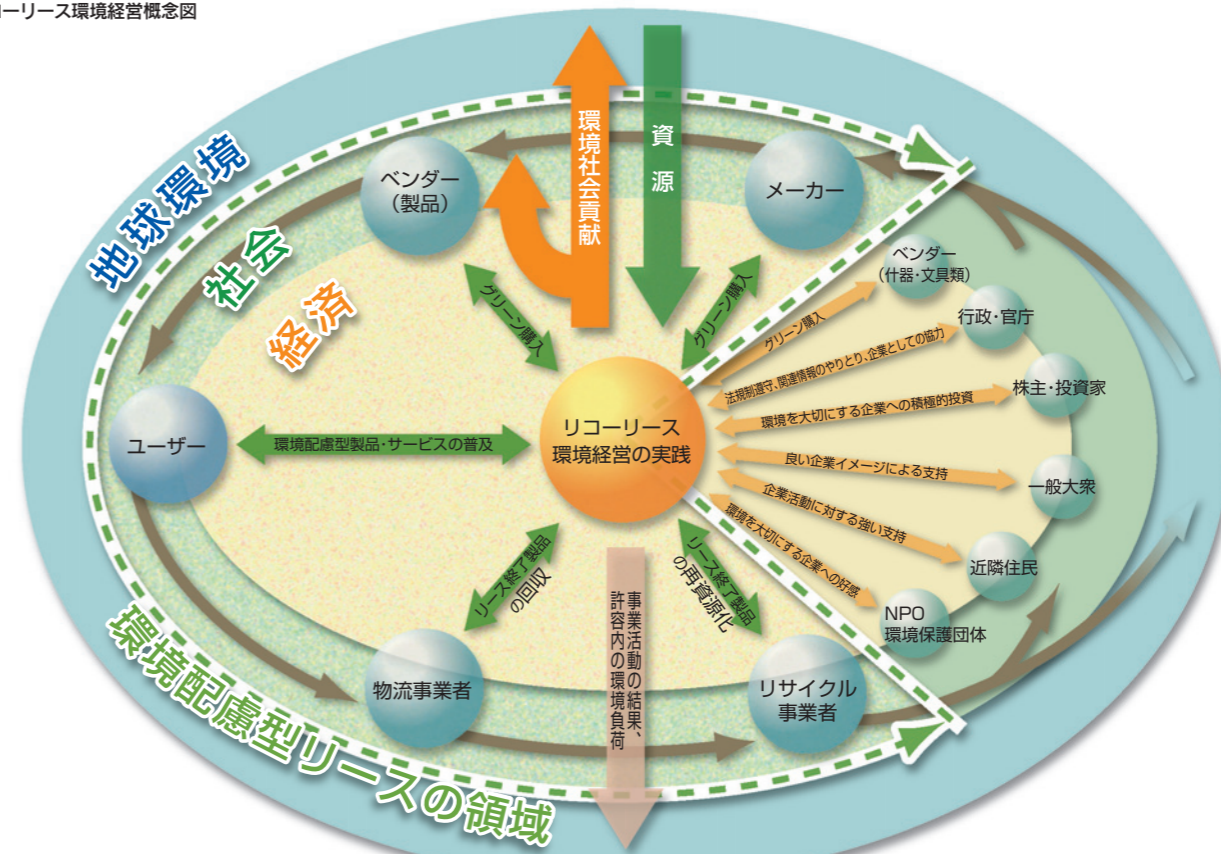 コーリース環境経営概念図
環境社会貢献
資源
地球環境
社会
経済
ベンダー
（製品）
メーカー
グリーン購入
グリーン購入
ベンダー
（什器・文具類）
グリーン購入
行政・官庁
法規制遵守、関連情報のやりとり、企業としての協力
株主・投資家
環境を大切にする企業への積極的投資
ユーザー
環境配慮型製品・サービスの普及
リコーリース
環境経営の実践
良い企業イメージによる支持
一般大衆
企業活動に対する強い支持
近隣住民
環境を大切にする企業への好感
NPO
環境保護団体
リース終了製品
の回収
リース終了製品
の再資源化
事業活動の結果、
許容内の環境負荷
物流事業者
リサイクル
事業者
環境配慮型リースの領域